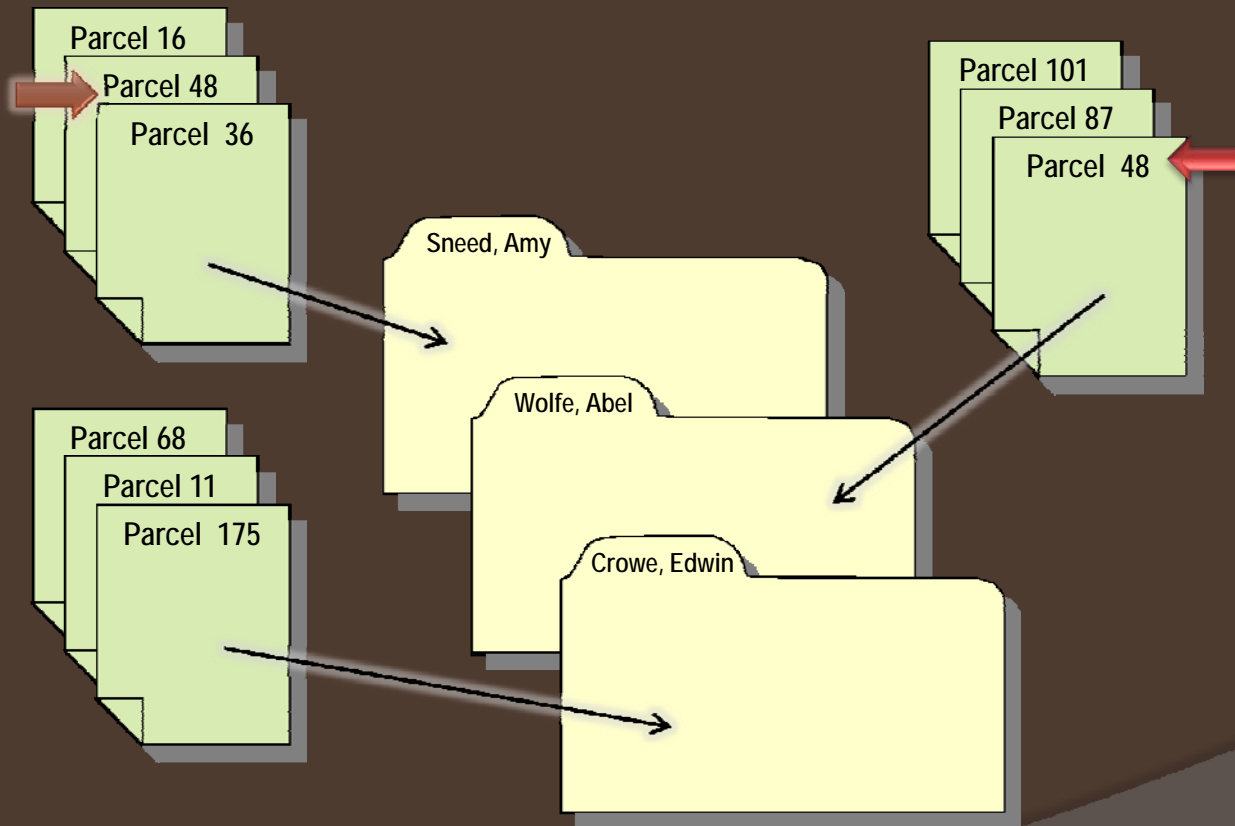 Parcel 16
Parcel 48
Parcel 36
Parcel 101
Parcel 87
Parcel 48
Sneed, Amy
Wolfe, Abel
Parcel 68
Parcel 11
Parcel 175
Crowe, Edwin